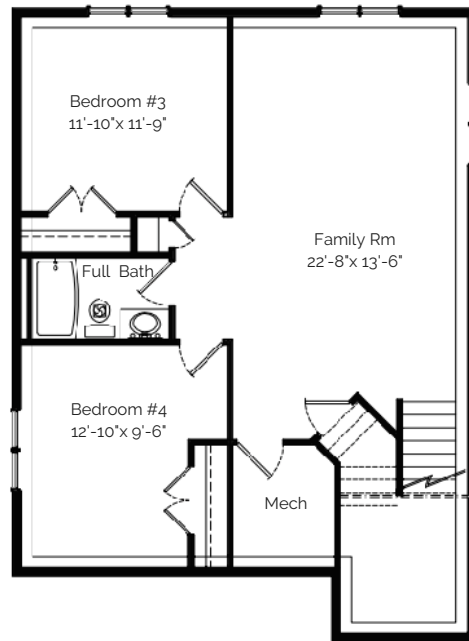 Bedroom #3
11'-10"x 11'-9"
Family Rm
22'-8"x 13'-6"
Full Bath
Bedroom #4
12'-10"x 9'-6"
Mech